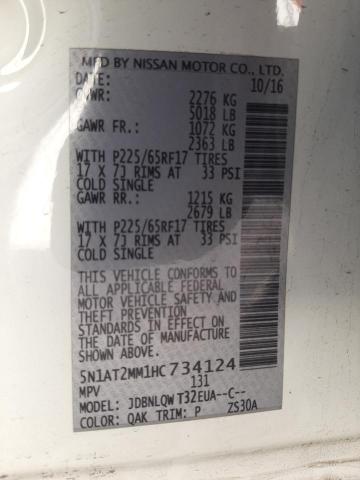 MFD BY NISSAN MOTOR CO., LTD.
DATE: 10/16
GVWR: 2276 KG
5018 LB
GAWR FR.: 1072 KG
2363 LB
WITH P225/65RF17 TIRES
17 X 7J RIMS AT 33 PSI
COLD SINGLE
GAWR RR.: 1215 KG
2679 LB
WITH P225/65RF17 TIRES
17 X 7J RIMS AT 33 PSI
COLD SINGLE
THIS VEHICLE CONFORMS TO
ALL APPLICABLE FEDERAL
MOTOR VEHICLE SAFETY AND
THEFT PREVENTION
STANDARDS IN EFFECT ON
THE DATE OF MANUFACTURE
SHOWN ABOVE.
5N1AT2MM1HC734124
MPV 131
MODEL: JDBNLQWT32EUA--C--
COLOR: QAK TRIM: P ZS30A